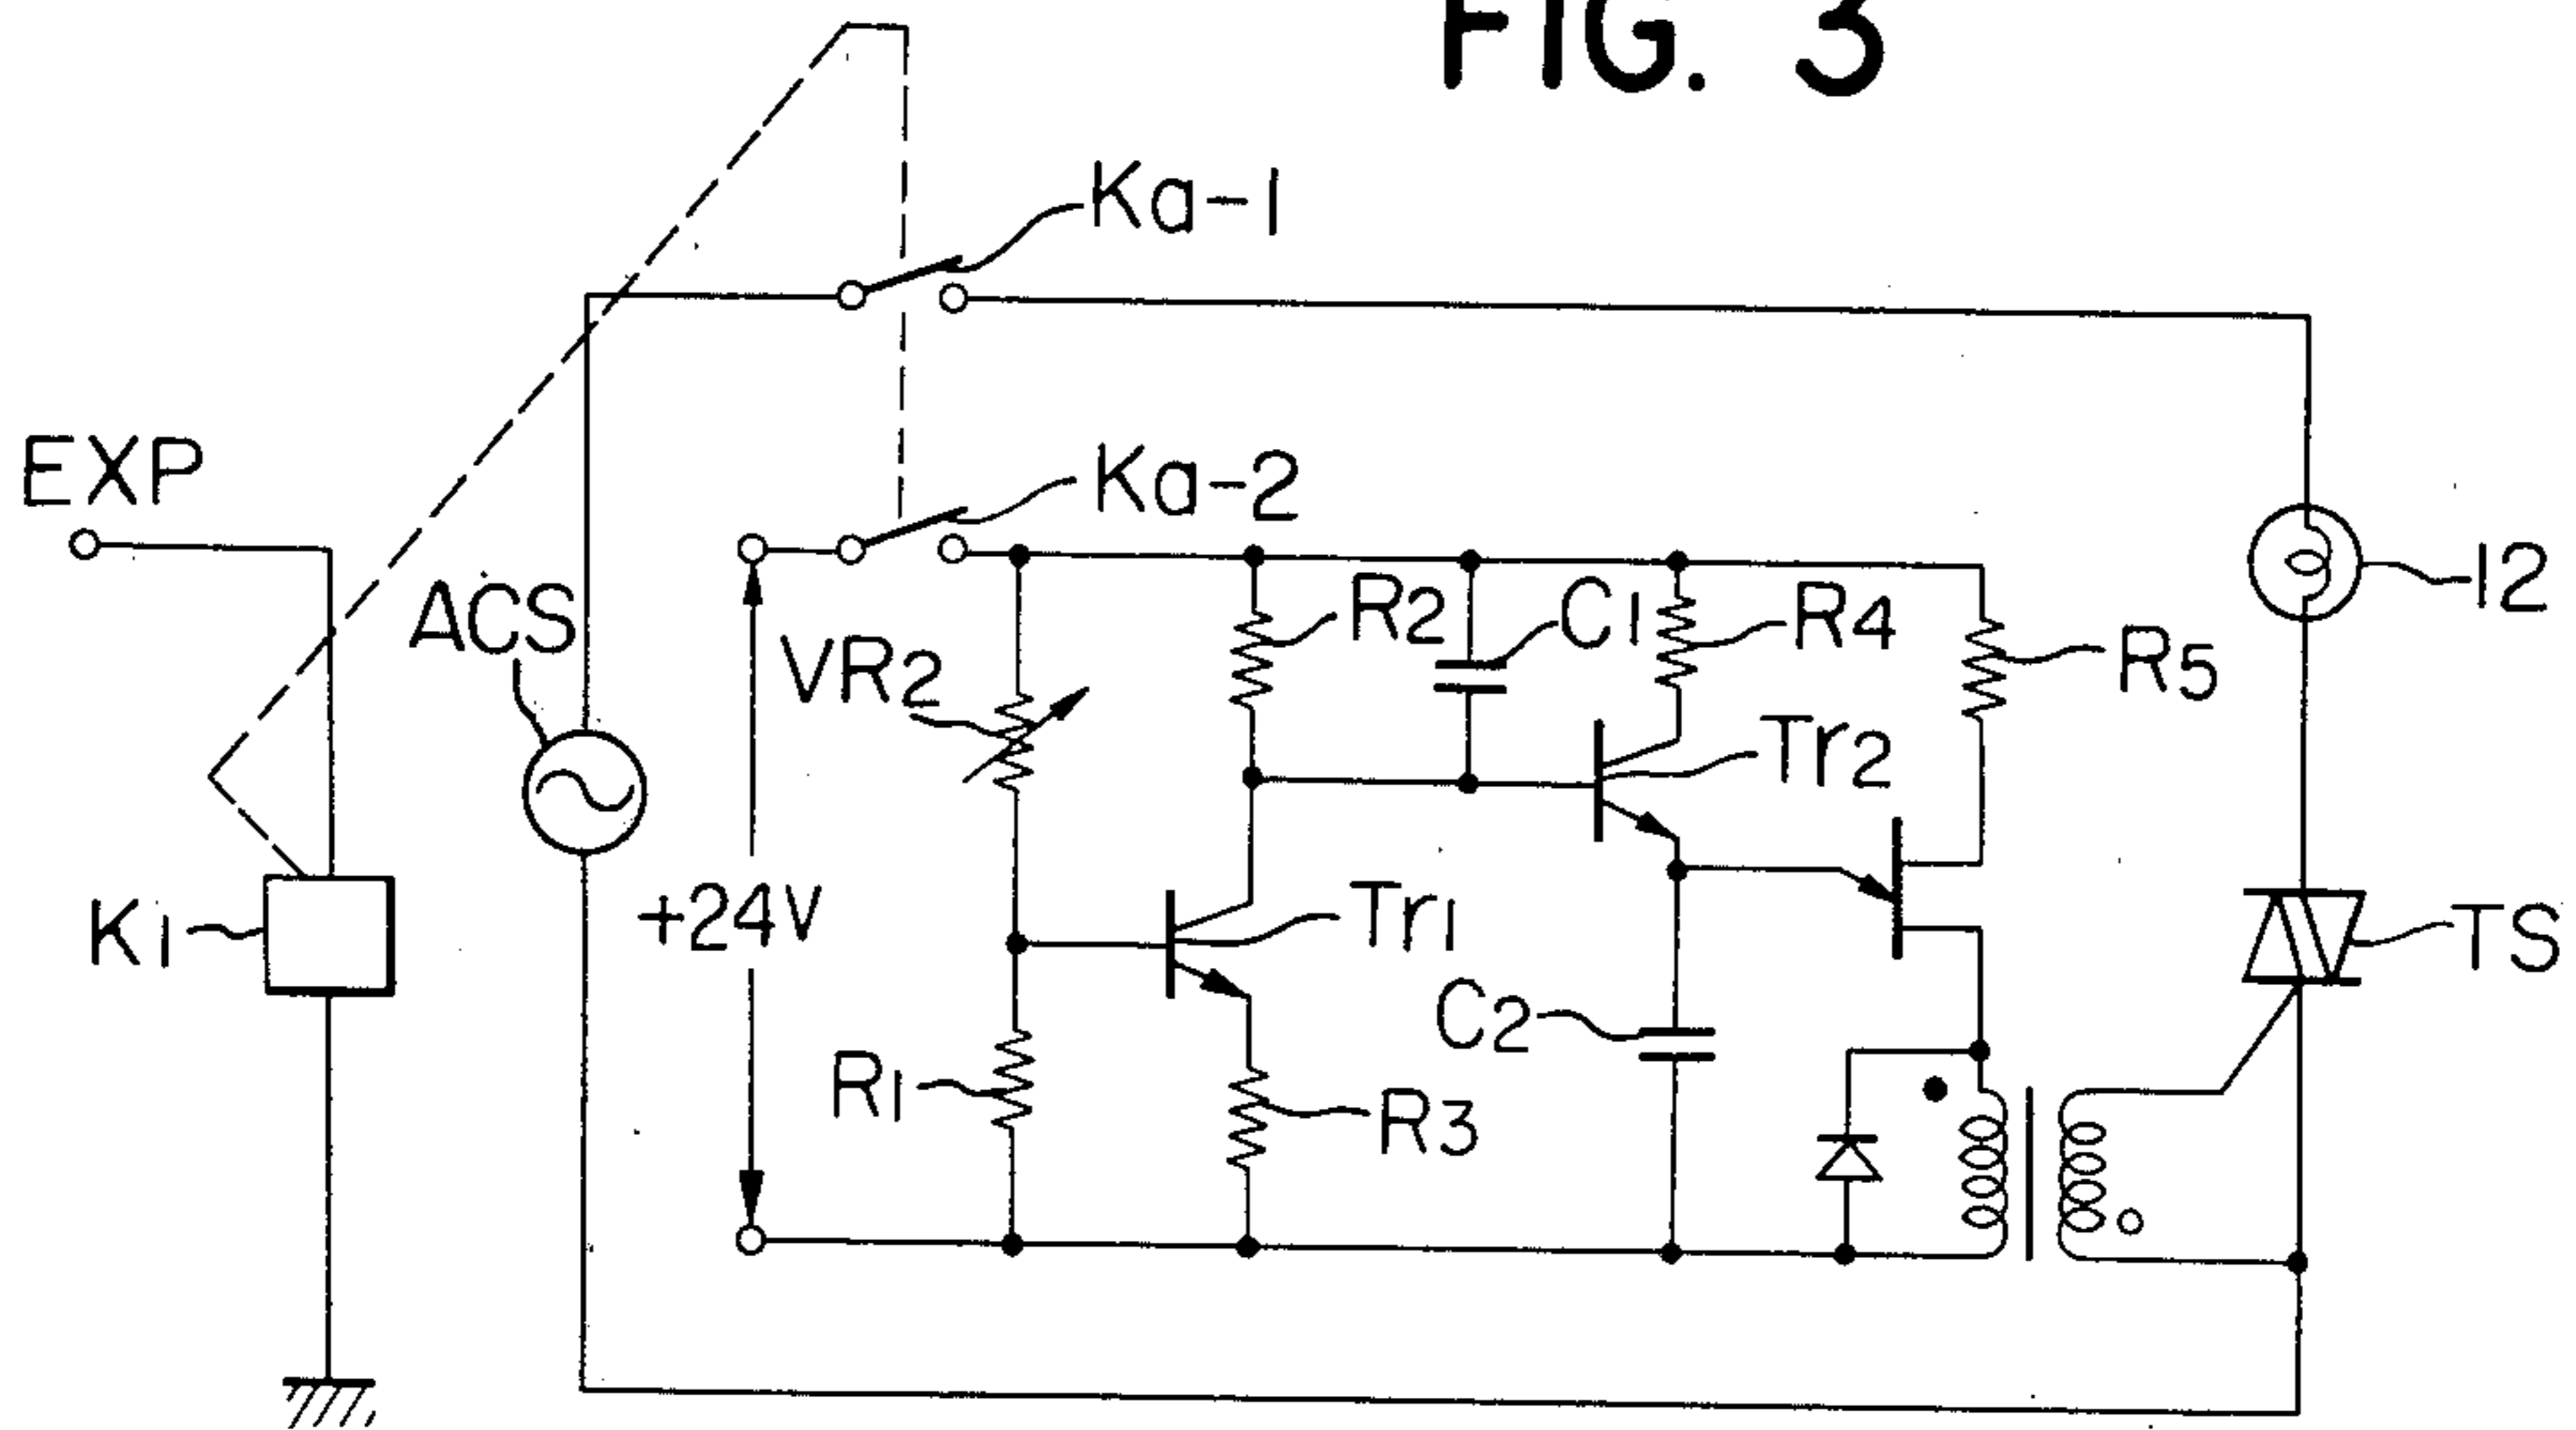 FIG. 3
Ka-1
EXP
Ka-2
ACS
VR2
R2
C1
R4
12
R5
Tr2
K1
+24V
Tr1
TS
C2
R1
R3